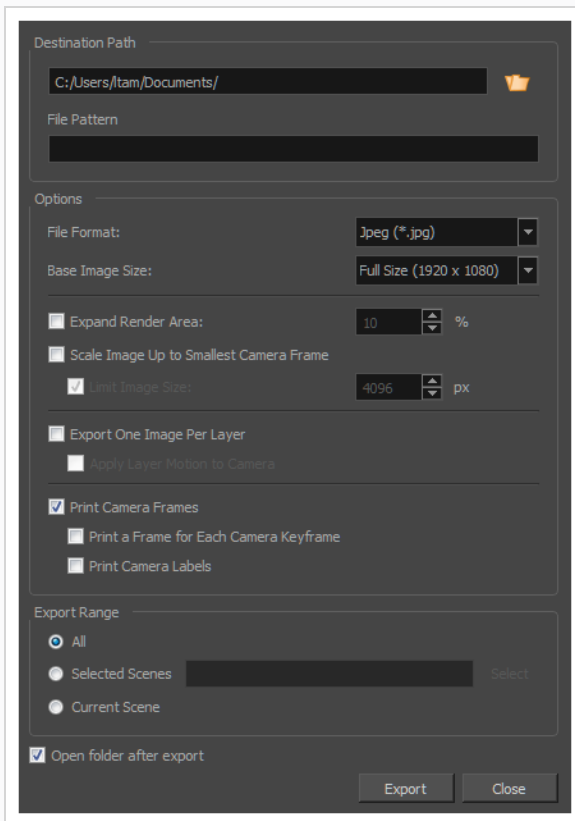 Destination Path
C:/Users/ltam/Documents/
File Pattern
Options
File Format: Jpeg (*.jpg)
Base Image Size: Full Size (1920 x 1080)
Expand Render Area: 10 %
Scale Image Up to Smallest Camera Frame
Limit Image Size: 4096 px
Export One Image Per Layer
Apply Layer Motion to Camera
Print Camera Frames
Print a Frame for Each Camera Keyframe
Print Camera Labels
Export Range
All
Selected Scenes Select
Current Scene
Open folder after export
Export Close